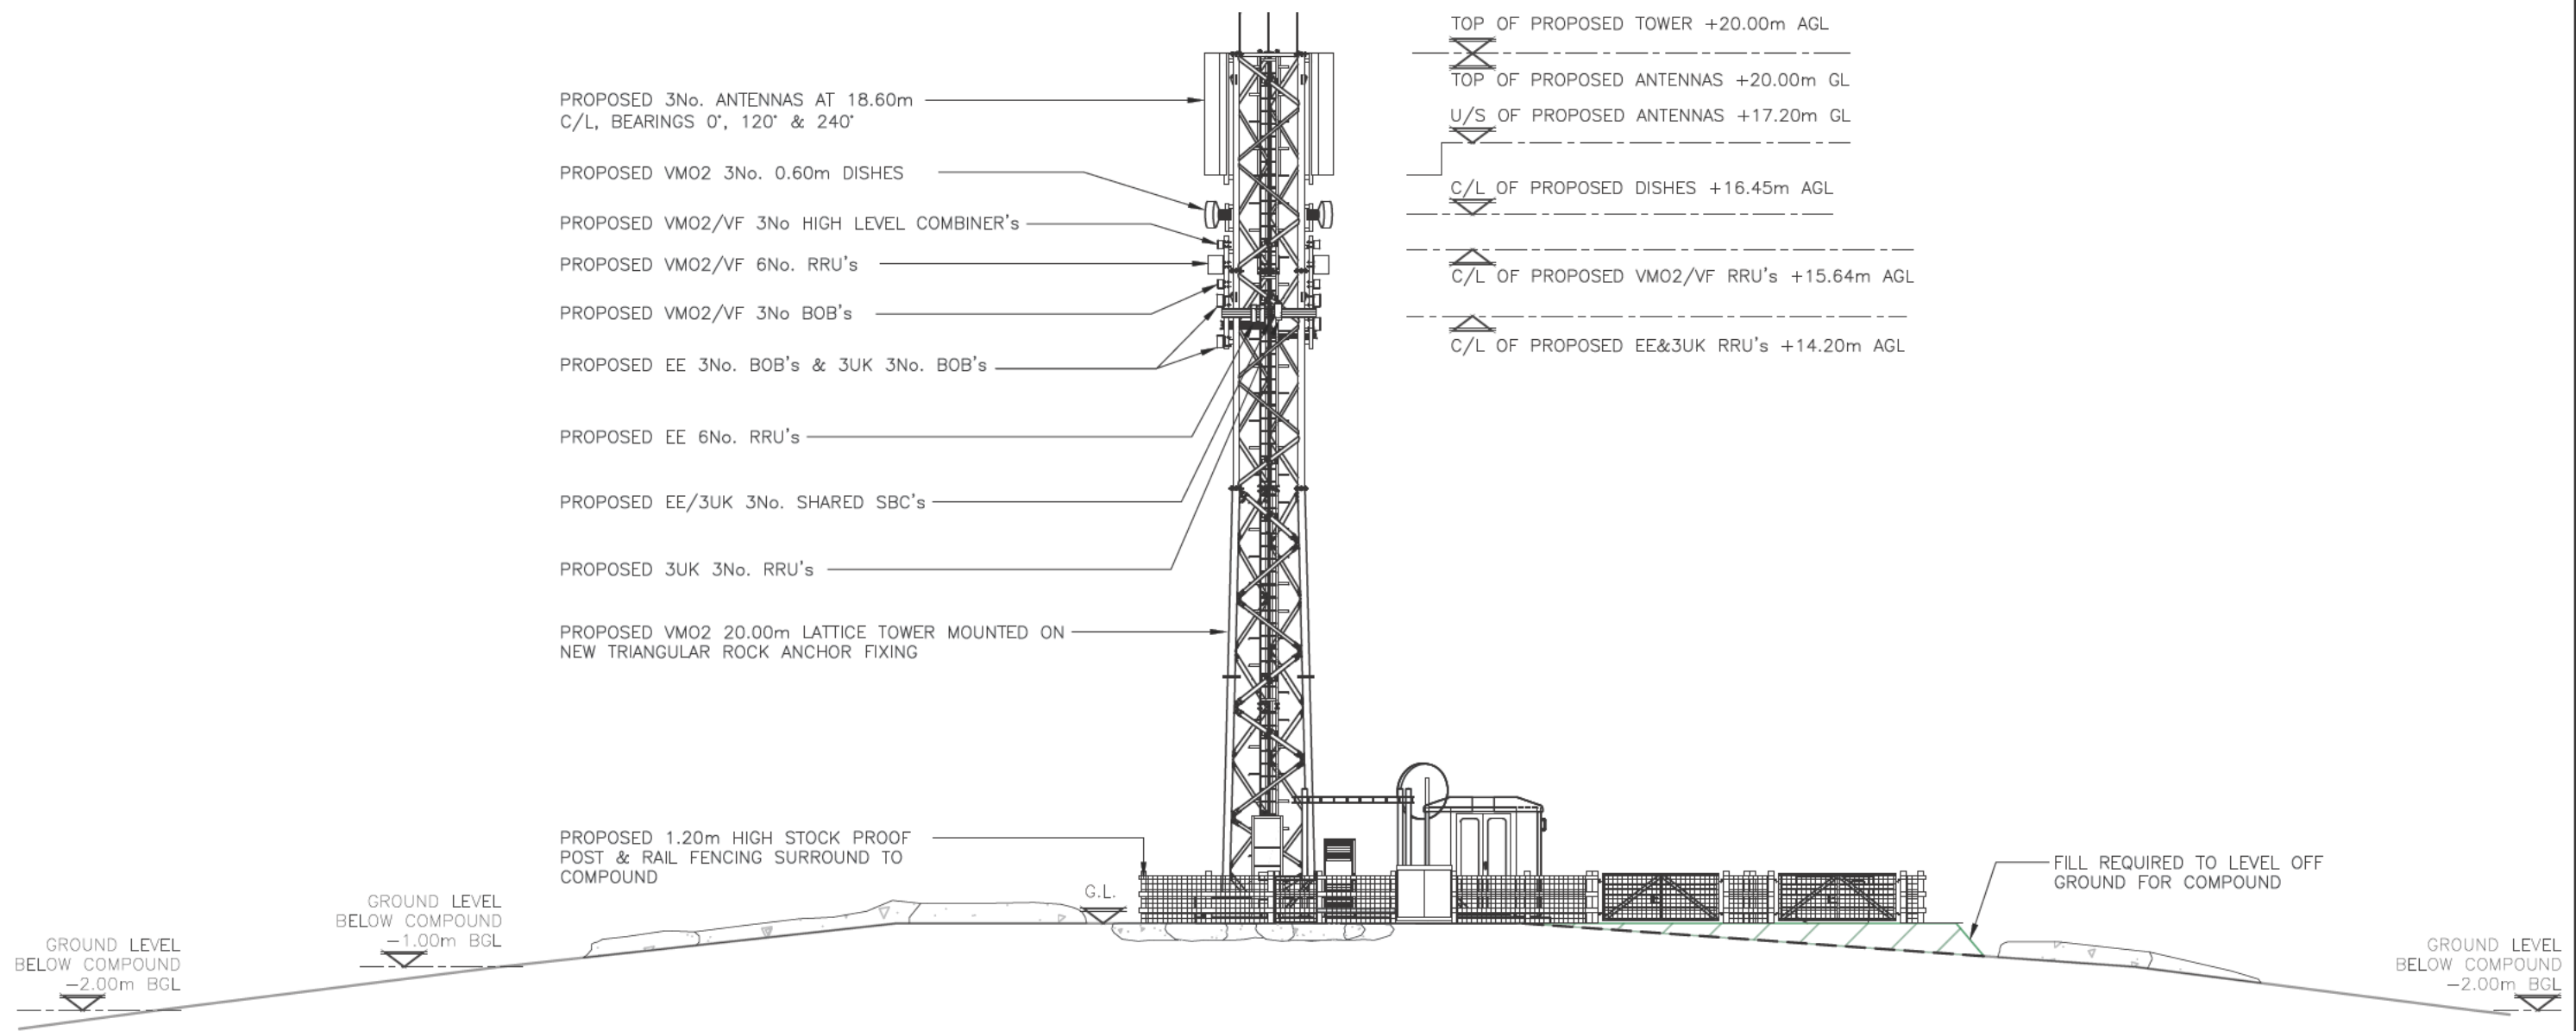 PROPOSED 3No. ANTENNAS AT 18.60m
C/L, BEARINGS 0°, 120° & 240°
PROPOSED VMO2 3No. 0.60m DISHES
PROPOSED VMO2/VF 3No HIGH LEVEL COMBINER's
PROPOSED VMO2/VF 6No. RRU's
PROPOSED VMO2/VF 3No BOB's
PROPOSED EE 3No. BOB's & 3UK 3No. BOB's
PROPOSED EE 6No. RRU's
PROPOSED EE/3UK 3No. SHARED SBC's
PROPOSED 3UK 3No. RRU's
PROPOSED VMO2 20.00m LATTICE TOWER MOUNTED ON
NEW TRIANGULAR ROCK ANCHOR FIXING
PROPOSED 1.20m HIGH STOCK PROOF
POST & RAIL FENCING SURROUND TO
COMPOUND
TOP OF PROPOSED TOWER +20.00m AGL
TOP OF PROPOSED ANTENNAS +20.00m GL
U/S OF PROPOSED ANTENNAS +17.20m GL
C/L OF PROPOSED DISHES +16.45m AGL
C/L OF PROPOSED VMO2/VF RRU's +15.64m AGL
C/L OF PROPOSED EE&3UK RRU's +14.20m AGL
G.L.
GROUND LEVEL
BELOW COMPOUND
-1.00m BGL
GROUND LEVEL
BELOW COMPOUND
-2.00m BGL
FILL REQUIRED TO LEVEL OFF
GROUND FOR COMPOUND
GROUND LEVEL
BELOW COMPOUND
-2.00m BGL